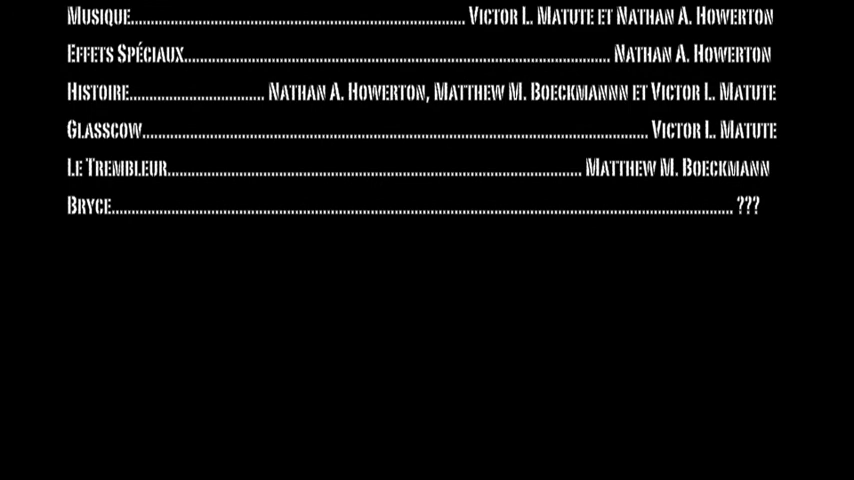 Musique.................................................................................... Victor L. Matute et Nathan A. Howerton
Effets Spéciaux........................................................................................................... Nathan A. Howerton
Histoire.................................. Nathan A. Howerton, Matthew M. Boeckmannn et Victor L. Matute
Glasscow............................................................................................................................... Victor L. Matute
Le Trembleur........................................................................................................ Matthew M. Boeckmann
Bryce............................................................................................................................................................ ???